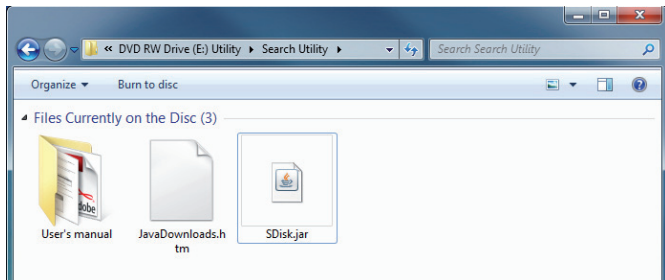 « DVD RW Drive (E:) Utility ▸ Search Utility ▸ Search Search Utility
Organize ▾ Burn to disc
Files Currently on the Disc (3)
Adobe
User's manual JavaDownloads.h SDisk.jar
tm